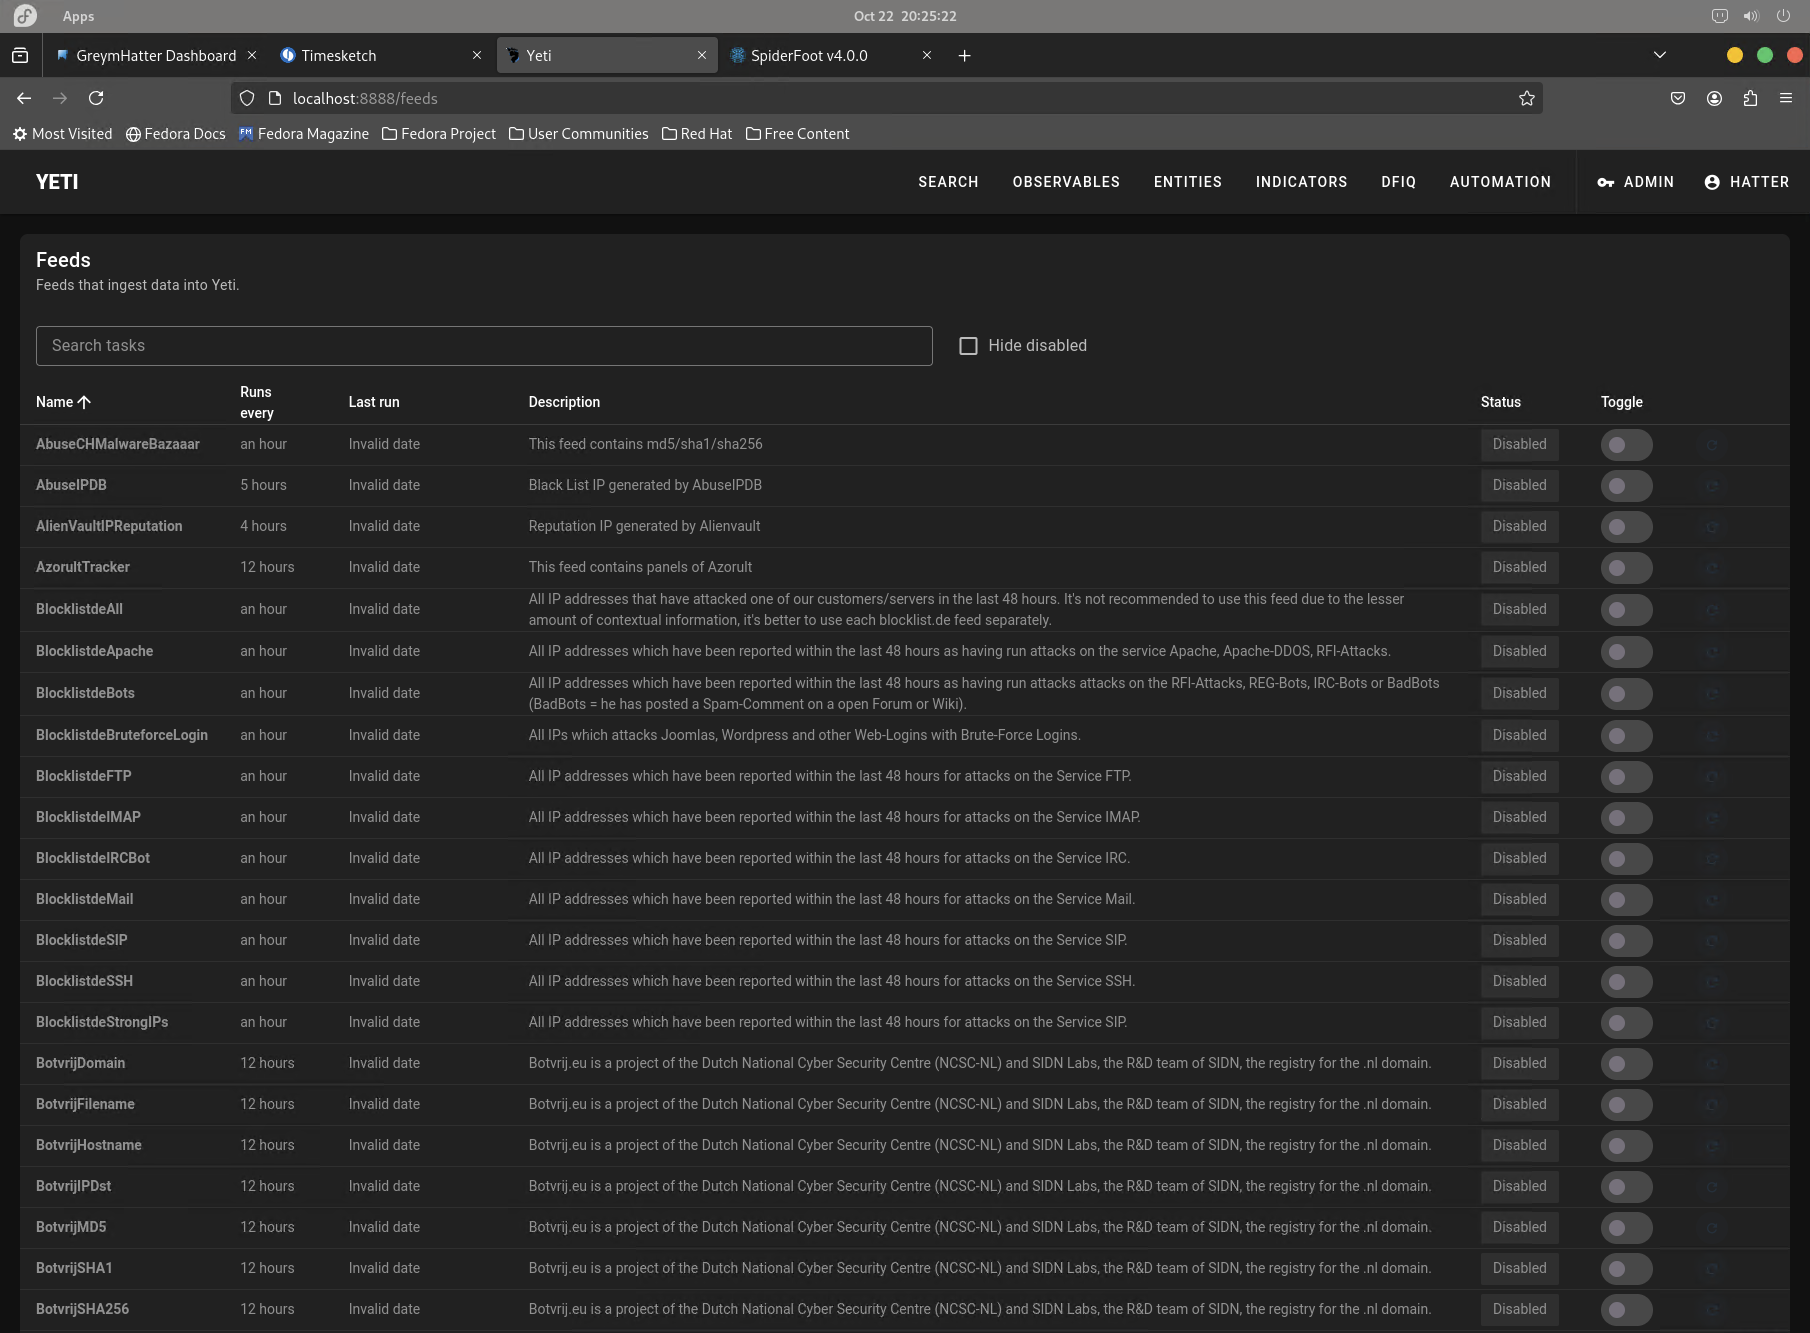 Apps
Oct 22 20:25:22
GreymHatter Dashboard
Timesketch
Yeti
SpiderFoot v4.0.0
localhost:8888/feeds
Most Visited
Fedora Docs
FM
Fedora Magazine
Fedora Project
User Communities
Red Hat
Free Content
YETI
SEARCH
OBSERVABLES
ENTITIES
INDICATORS
DFIQ
AUTOMATION
ADMIN
HATTER
Feeds
Feeds that ingest data into Yeti.
Search tasks
Hide disabled
Name
Runs
every
Last run
Description
Status
Toggle
AbuseCHMalwareBazaaar an hour Invalid date This feed contains md5/sha1/sha256 Disabled
AbuseIPDB 5 hours Invalid date Black List IP generated by AbuseIPDB Disabled
AlienVaultIPReputation 4 hours Invalid date Reputation IP generated by Alienvault Disabled
AzorultTracker 12 hours Invalid date This feed contains panels of Azorult Disabled
BlocklistdeAll an hour Invalid date All IP addresses that have attacked one of our customers/servers in the last 48 hours. It's not recommended to use this feed due to the lesser
amount of contextual information, it's better to use each blocklist.de feed separately. Disabled
BlocklistdeApache an hour Invalid date All IP addresses which have been reported within the last 48 hours as having run attacks on the service Apache, Apache-DDOS, RFI-Attacks. Disabled
BlocklistdeBots an hour Invalid date All IP addresses which have been reported within the last 48 hours as having run attacks attacks on the RFI-Attacks, REG-Bots, IRC-Bots or BadBots
(BadBots = he has posted a Spam-Comment on a open Forum or Wiki). Disabled
BlocklistdeBruteforceLogin an hour Invalid date All IPs which attacks Joomlas, Wordpress and other Web-Logins with Brute-Force Logins. Disabled
BlocklistdeFTP an hour Invalid date All IP addresses which have been reported within the last 48 hours for attacks on the Service FTP. Disabled
BlocklistdeIMAP an hour Invalid date All IP addresses which have been reported within the last 48 hours for attacks on the Service IMAP. Disabled
BlocklistdeIRCBot an hour Invalid date All IP addresses which have been reported within the last 48 hours for attacks on the Service IRC. Disabled
BlocklistdeMail an hour Invalid date All IP addresses which have been reported within the last 48 hours for attacks on the Service Mail. Disabled
BlocklistdeSIP an hour Invalid date All IP addresses which have been reported within the last 48 hours for attacks on the Service SIP. Disabled
BlocklistdeSSH an hour Invalid date All IP addresses which have been reported within the last 48 hours for attacks on the Service SSH. Disabled
BlocklistdeStrongIPs an hour Invalid date All IP addresses which have been reported within the last 48 hours for attacks on the Service SIP. Disabled
BotvrijDomain 12 hours Invalid date Botvrij.eu is a project of the Dutch National Cyber Security Centre (NCSC-NL) and SIDN Labs, the R&D team of SIDN, the registry for the .nl domain. Disabled
BotvrijFilename 12 hours Invalid date Botvrij.eu is a project of the Dutch National Cyber Security Centre (NCSC-NL) and SIDN Labs, the R&D team of SIDN, the registry for the .nl domain. Disabled
BotvrijHostname 12 hours Invalid date Botvrij.eu is a project of the Dutch National Cyber Security Centre (NCSC-NL) and SIDN Labs, the R&D team of SIDN, the registry for the .nl domain. Disabled
BotvrijIPDst 12 hours Invalid date Botvrij.eu is a project of the Dutch National Cyber Security Centre (NCSC-NL) and SIDN Labs, the R&D team of SIDN, the registry for the .nl domain. Disabled
BotvrijMD5 12 hours Invalid date Botvrij.eu is a project of the Dutch National Cyber Security Centre (NCSC-NL) and SIDN Labs, the R&D team of SIDN, the registry for the .nl domain. Disabled
BotvrijSHA1 12 hours Invalid date Botvrij.eu is a project of the Dutch National Cyber Security Centre (NCSC-NL) and SIDN Labs, the R&D team of SIDN, the registry for the .nl domain. Disabled
BotvrijSHA256 12 hours Invalid date Botvrij.eu is a project of the Dutch National Cyber Security Centre (NCSC-NL) and SIDN Labs, the R&D team of SIDN, the registry for the .nl domain. Disabled